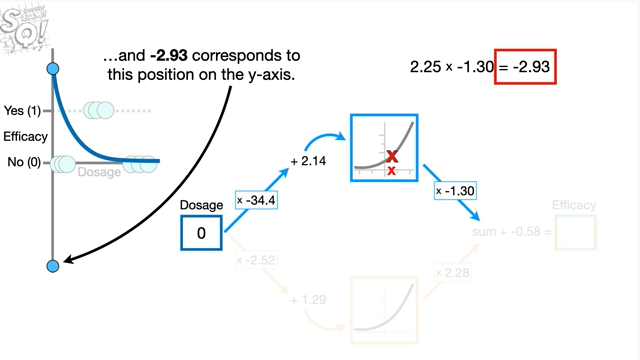 StatQuest!
…and -2.93 corresponds to
this position on the y-axis.
2.25 x -1.30 = -2.93
Yes (1)
Efficacy
No (0)
Dosage
+ 2.14
x -34.4
x -1.30
Dosage
0
Efficacy
sum + -0.58 =
x -2.52
x 2.28
+ 1.29